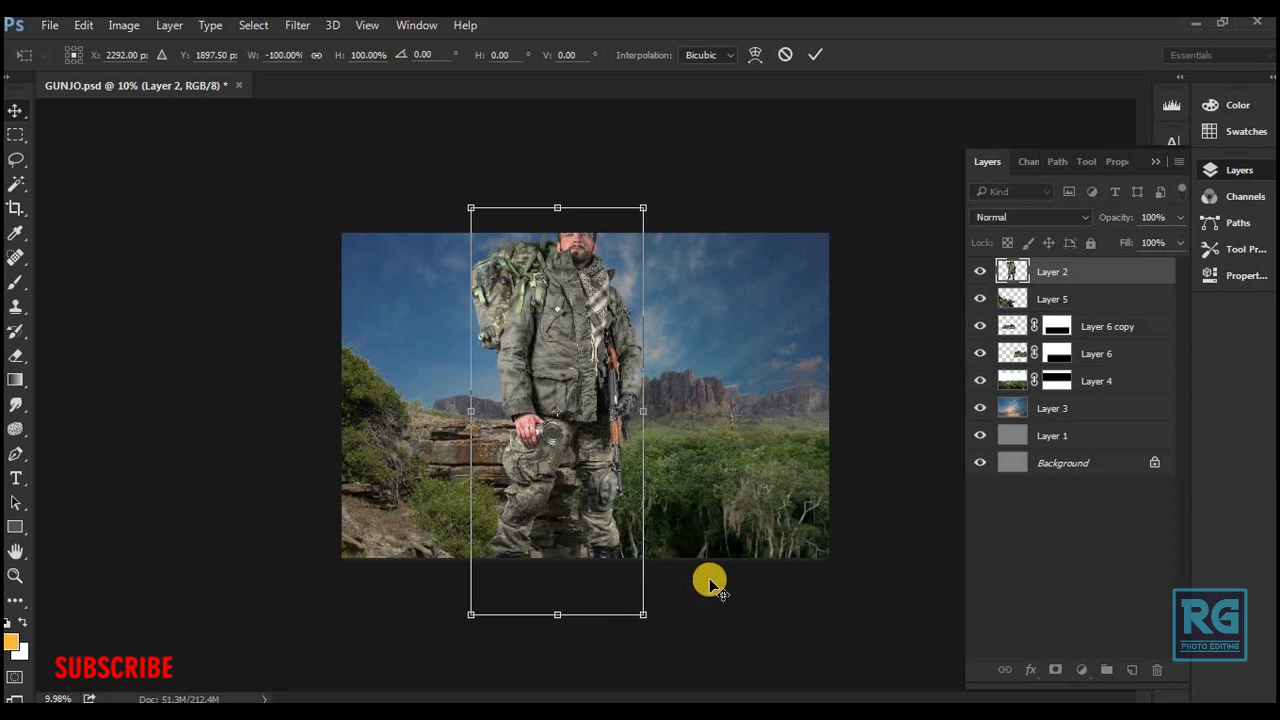 Ps File Edit Image Layer Type Select Filter 3D View Window Help
X: 2292.00 px Y: 1897.50 px W: -100.00% H: 100.00% 0.00 ° H: 0.00 ° V: 0.00 ° Interpolation: Bicubic Essentials
GUNJO.psd @ 10% (Layer 2, RGB/8) * ×
Color
Swatches
Layers
Channels
Paths
Tool Pr...
Propert...
Layers Chan Path Tool Prop
Kind
Normal Opacity: 100%
Lock: Fill: 100%
Layer 2
Layer 5
Layer 6 copy
Layer 6
Layer 4
Layer 3
Layer 1
Background
RG
PHOTO EDITING
SUBSCRIBE
9.98% Doc: 51.3M/212.4M